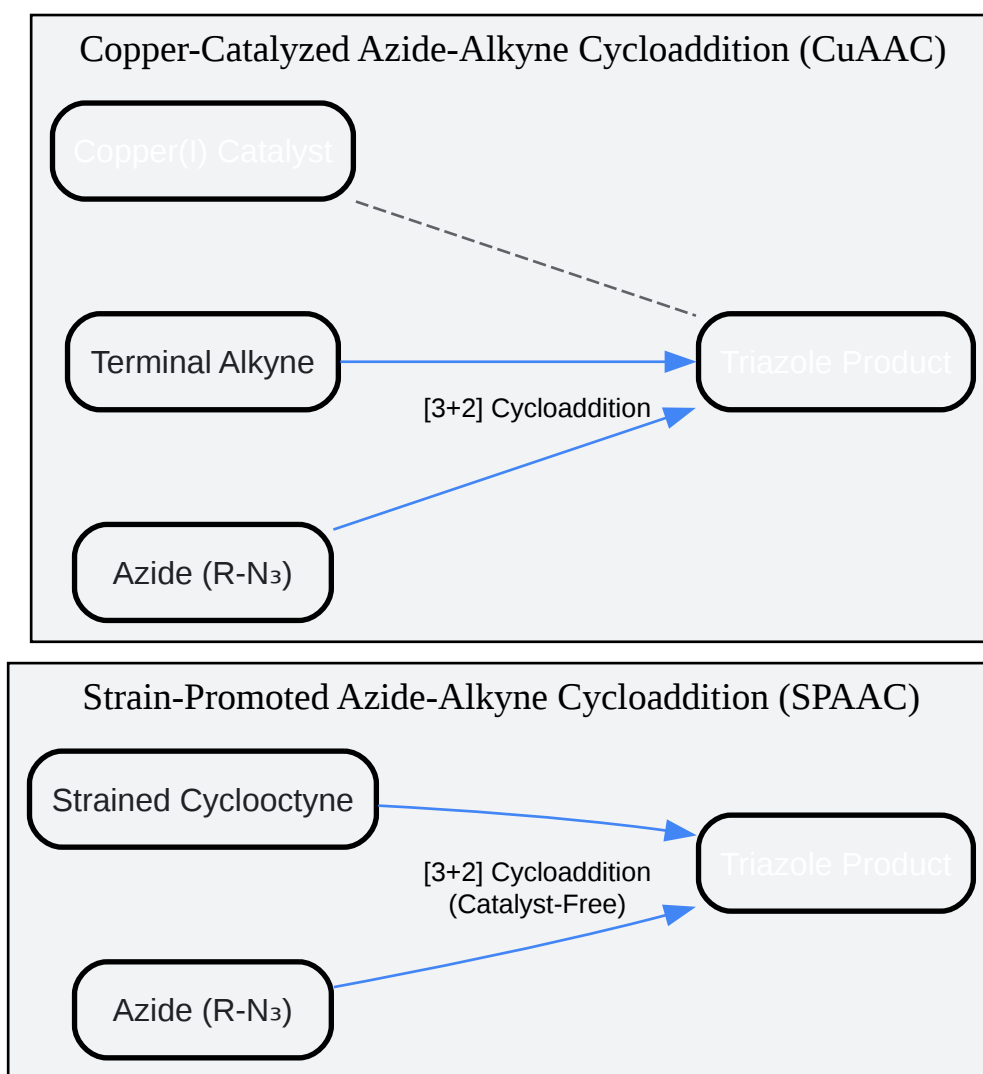 Copper-Catalyzed Azide-Alkyne Cycloaddition (CuAAC)
Copper(I) Catalyst
Terminal Alkyne
Triazole Product
[3+2] Cycloaddition
Azide (R-N₃)
Strain-Promoted Azide-Alkyne Cycloaddition (SPAAC)
Strained Cyclooctyne
Triazole Product
[3+2] Cycloaddition
(Catalyst-Free)
Azide (R-N₃)